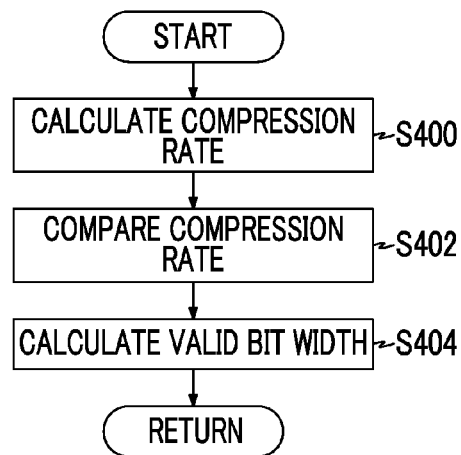 START
CALCULATE COMPRESSION
RATE
S400
COMPARE COMPRESSION
RATE
S402
CALCULATE VALID BIT WIDTH
S404
RETURN